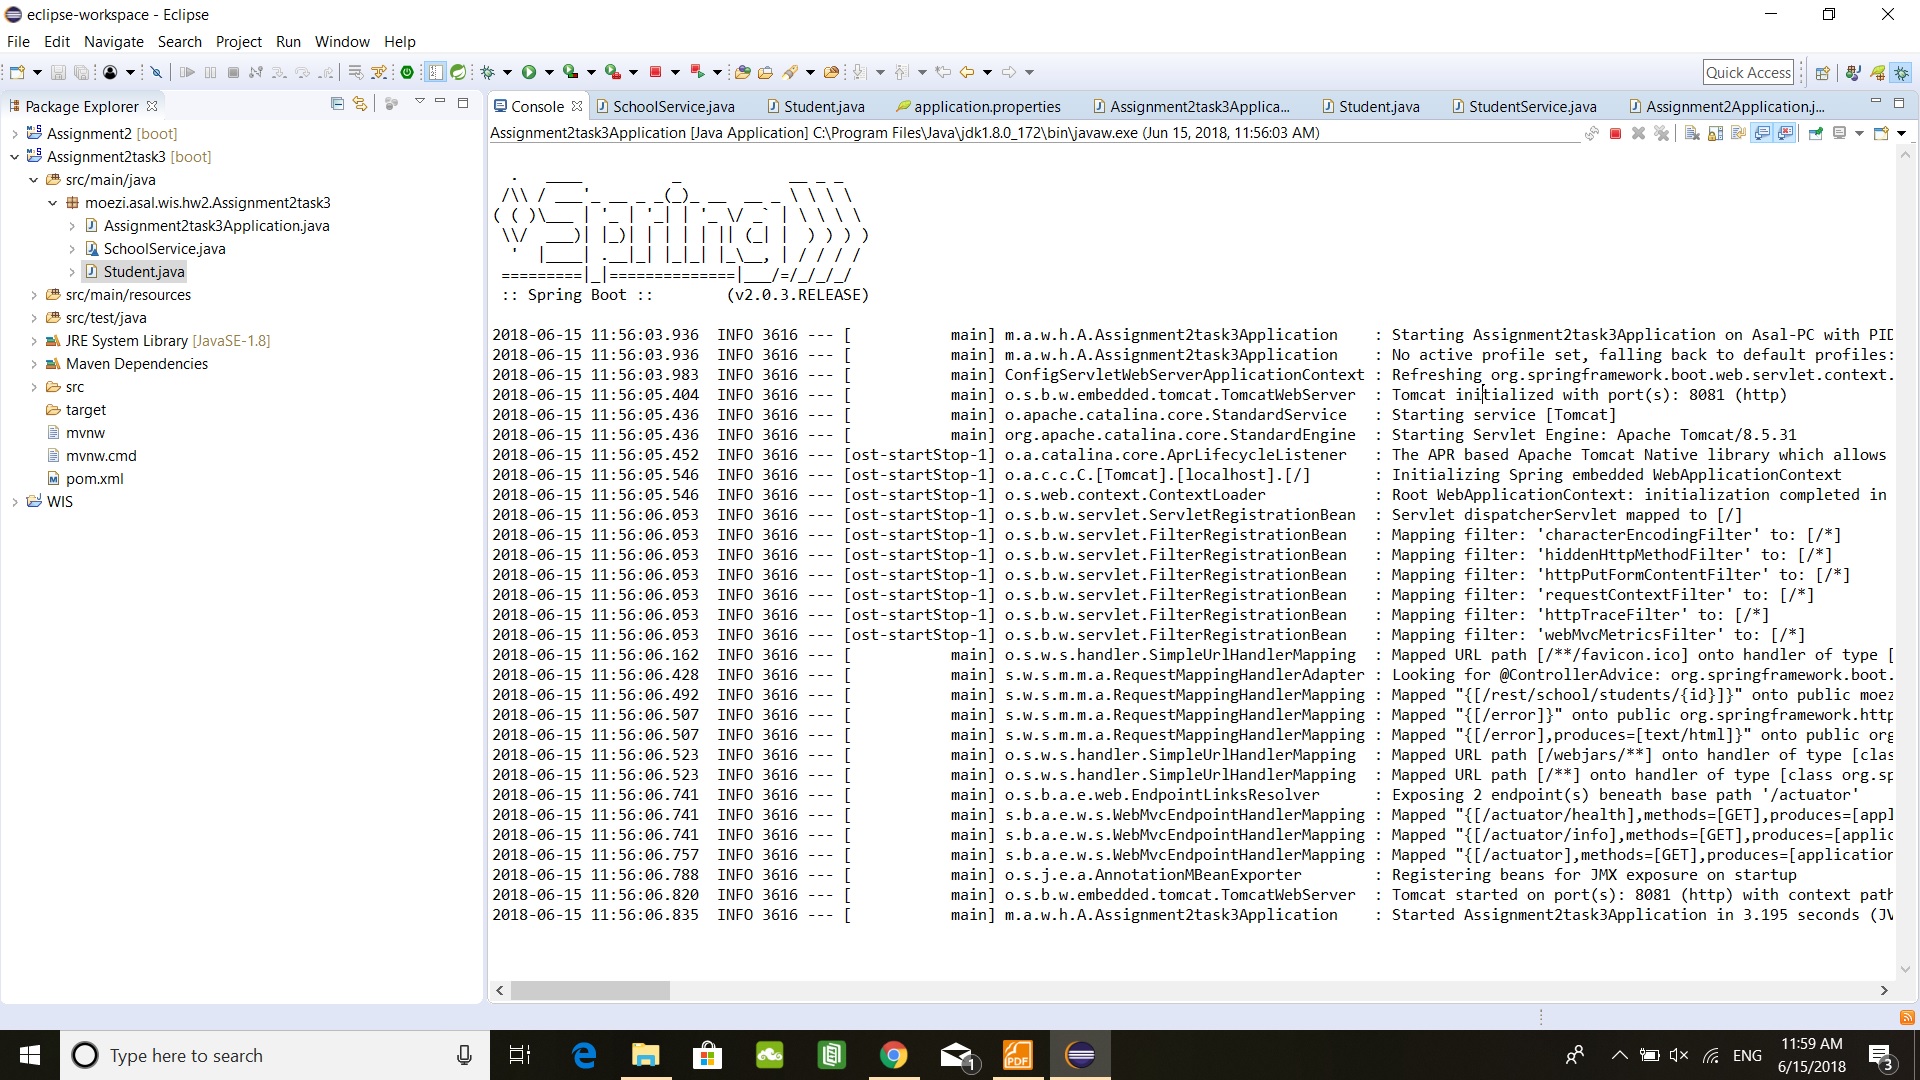 eclipse-workspace - Eclipse
File Edit Navigate Search Project Run Window Help
Quick Access
Package Explorer
Console SchoolService.java Student.java application.properties Assignment2task3Applica... Student.java StudentService.java Assignment2Application.j...
Assignment2task3Application [Java Application] C:\Program Files\Java\jdk1.8.0_172\bin\javaw.exe (Jun 15, 2018, 11:56:03 AM)
Assignment2 [boot]
Assignment2task3 [boot]
src/main/java
moezi.asal.wis.hw2.Assignment2task3
Assignment2task3Application.java
SchoolService.java
Student.java
src/main/resources
src/test/java
JRE System Library [JavaSE-1.8]
Maven Dependencies
src
target
mvnw
mvnw.cmd
pom.xml
WIS
  .   ____          _            __ _ _
 /\\ / ___'_ __ _ _(_)_ __  __ _ \ \ \ \
( ( )\___ | '_ | '_| | '_ \/ _` | \ \ \ \
 \\/  ___)| |_)| | | | | || (_| |  ) ) ) )
  '  |____| .__|_| |_|_| |_\__, | / / / /
 =========|_|==============|___/=/_/_/_/
 :: Spring Boot ::        (v2.0.3.RELEASE)
2018-06-15 11:56:03.936  INFO 3616 --- [           main] m.a.w.h.A.Assignment2task3Application    : Starting Assignment2task3Application on Asal-PC with PID
2018-06-15 11:56:03.936  INFO 3616 --- [           main] m.a.w.h.A.Assignment2task3Application    : No active profile set, falling back to default profiles:
2018-06-15 11:56:03.983  INFO 3616 --- [           main] ConfigServletWebServerApplicationContext : Refreshing org.springframework.boot.web.servlet.context.
2018-06-15 11:56:05.404  INFO 3616 --- [           main] o.s.b.w.embedded.tomcat.TomcatWebServer  : Tomcat initialized with port(s): 8081 (http)
2018-06-15 11:56:05.436  INFO 3616 --- [           main] o.apache.catalina.core.StandardService   : Starting service [Tomcat]
2018-06-15 11:56:05.436  INFO 3616 --- [           main] org.apache.catalina.core.StandardEngine  : Starting Servlet Engine: Apache Tomcat/8.5.31
2018-06-15 11:56:05.452  INFO 3616 --- [ost-startStop-1] o.a.catalina.core.AprLifecycleListener   : The APR based Apache Tomcat Native library which allows
2018-06-15 11:56:05.546  INFO 3616 --- [ost-startStop-1] o.a.c.c.C.[Tomcat].[localhost].[/]       : Initializing Spring embedded WebApplicationContext
2018-06-15 11:56:05.546  INFO 3616 --- [ost-startStop-1] o.s.web.context.ContextLoader            : Root WebApplicationContext: initialization completed in
2018-06-15 11:56:06.053  INFO 3616 --- [ost-startStop-1] o.s.b.w.servlet.ServletRegistrationBean  : Servlet dispatcherServlet mapped to [/]
2018-06-15 11:56:06.053  INFO 3616 --- [ost-startStop-1] o.s.b.w.servlet.FilterRegistrationBean   : Mapping filter: 'characterEncodingFilter' to: [/*]
2018-06-15 11:56:06.053  INFO 3616 --- [ost-startStop-1] o.s.b.w.servlet.FilterRegistrationBean   : Mapping filter: 'hiddenHttpMethodFilter' to: [/*]
2018-06-15 11:56:06.053  INFO 3616 --- [ost-startStop-1] o.s.b.w.servlet.FilterRegistrationBean   : Mapping filter: 'httpPutFormContentFilter' to: [/*]
2018-06-15 11:56:06.053  INFO 3616 --- [ost-startStop-1] o.s.b.w.servlet.FilterRegistrationBean   : Mapping filter: 'requestContextFilter' to: [/*]
2018-06-15 11:56:06.053  INFO 3616 --- [ost-startStop-1] o.s.b.w.servlet.FilterRegistrationBean   : Mapping filter: 'httpTraceFilter' to: [/*]
2018-06-15 11:56:06.053  INFO 3616 --- [ost-startStop-1] o.s.b.w.servlet.FilterRegistrationBean   : Mapping filter: 'webMvcMetricsFilter' to: [/*]
2018-06-15 11:56:06.162  INFO 3616 --- [           main] o.s.w.s.handler.SimpleUrlHandlerMapping  : Mapped URL path [/**/favicon.ico] onto handler of type [
2018-06-15 11:56:06.428  INFO 3616 --- [           main] s.w.s.m.m.a.RequestMappingHandlerAdapter : Looking for @ControllerAdvice: org.springframework.boot.
2018-06-15 11:56:06.492  INFO 3616 --- [           main] s.w.s.m.m.a.RequestMappingHandlerMapping : Mapped "{[/rest/school/students/{id}]}" onto public moez
2018-06-15 11:56:06.507  INFO 3616 --- [           main] s.w.s.m.m.a.RequestMappingHandlerMapping : Mapped "{[/error]}" onto public org.springframework.http
2018-06-15 11:56:06.507  INFO 3616 --- [           main] s.w.s.m.m.a.RequestMappingHandlerMapping : Mapped "{[/error],produces=[text/html]}" onto public org
2018-06-15 11:56:06.523  INFO 3616 --- [           main] o.s.w.s.handler.SimpleUrlHandlerMapping  : Mapped URL path [/webjars/**] onto handler of type [clas
2018-06-15 11:56:06.523  INFO 3616 --- [           main] o.s.w.s.handler.SimpleUrlHandlerMapping  : Mapped URL path [/**] onto handler of type [class org.sp
2018-06-15 11:56:06.741  INFO 3616 --- [           main] o.s.b.a.e.web.EndpointLinksResolver      : Exposing 2 endpoint(s) beneath base path '/actuator'
2018-06-15 11:56:06.741  INFO 3616 --- [           main] s.b.a.e.w.s.WebMvcEndpointHandlerMapping : Mapped "{[/actuator/health],methods=[GET],produces=[appl
2018-06-15 11:56:06.741  INFO 3616 --- [           main] s.b.a.e.w.s.WebMvcEndpointHandlerMapping : Mapped "{[/actuator/info],methods=[GET],produces=[applic
2018-06-15 11:56:06.757  INFO 3616 --- [           main] s.b.a.e.w.s.WebMvcEndpointHandlerMapping : Mapped "{[/actuator],methods=[GET],produces=[application
2018-06-15 11:56:06.788  INFO 3616 --- [           main] o.s.j.e.a.AnnotationMBeanExporter        : Registering beans for JMX exposure on startup
2018-06-15 11:56:06.820  INFO 3616 --- [           main] o.s.b.w.embedded.tomcat.TomcatWebServer  : Tomcat started on port(s): 8081 (http) with context path
2018-06-15 11:56:06.835  INFO 3616 --- [           main] m.a.w.h.A.Assignment2task3Application    : Started Assignment2task3Application in 3.195 seconds (JV
Type here to search
1
PDF
ENG
11:59 AM
6/15/2018
3